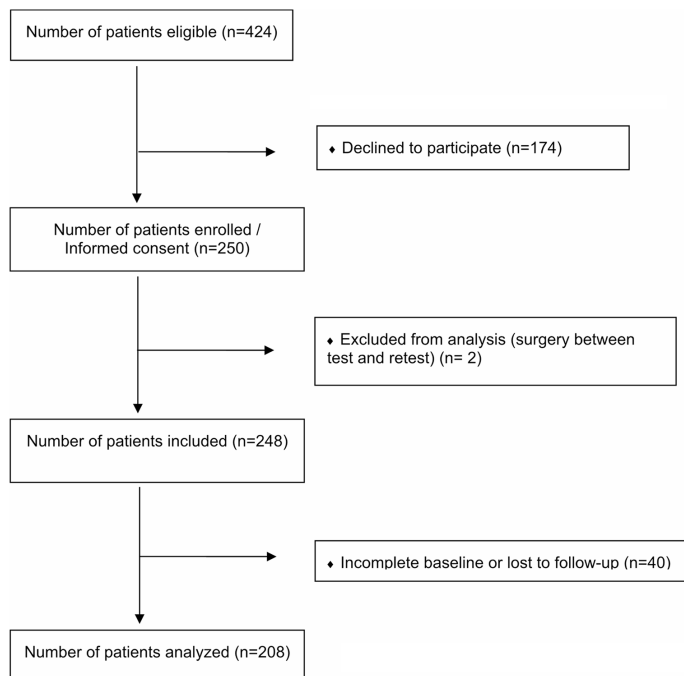 Number of patients eligible (n=424)
♦ Declined to participate (n=174)
Number of patients enrolled /
Informed consent (n=250)
♦ Excluded from analysis (surgery between
test and retest) (n= 2)
Number of patients included (n=248)
♦ Incomplete baseline or lost to follow-up (n=40)
Number of patients analyzed (n=208)